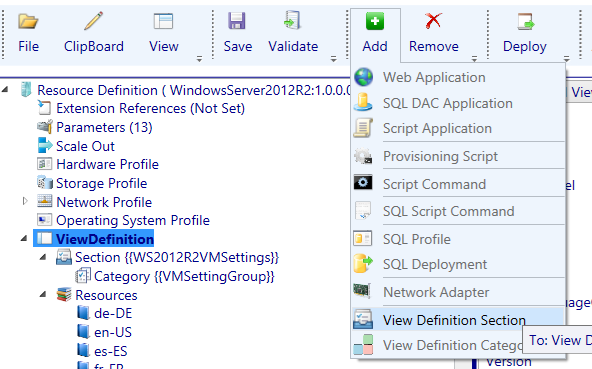 File ClipBoard View Save Validate Add Remove Deploy
Resource Definition ( WindowsServer2012R2:1.0.0.0
Extension References (Not Set)
Parameters (13)
Scale Out
Hardware Profile
Storage Profile
Network Profile
Operating System Profile
ViewDefinition
Section {{WS2012R2VMSettings}}
Category {{VMSettingGroup}}
Resources
de-DE
en-US
es-ES
fr-FR
Web Application
SQL DAC Application
Script Application
Provisioning Script
Script Command
SQL Script Command
SQL Profile
SQL Deployment
Network Adapter
View Definition Section
View Definition Categ
To: View D
Vie
el
uageC
Version